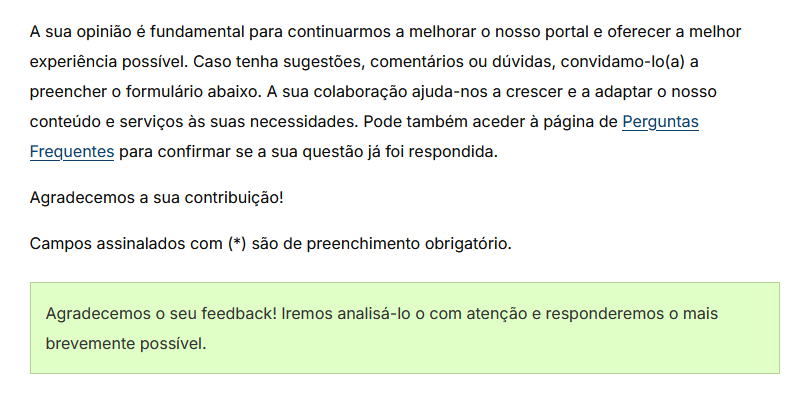 A sua opinião é fundamental para continuarmos a melhorar o nosso portal e oferecer a melhor
experiência possível. Caso tenha sugestões, comentários ou dúvidas, convidamo-lo(a) a
preencher o formulário abaixo. A sua colaboração ajuda-nos a crescer e a adaptar o nosso
conteúdo e serviços às suas necessidades. Pode também aceder à página de Perguntas
Frequentes para confirmar se a sua questão já foi respondida.
Agradecemos a sua contribuição!
Campos assinalados com (*) são de preenchimento obrigatório.
Agradecemos o seu feedback! Iremos analisá-lo o com atenção e responderemos o mais
brevemente possível.